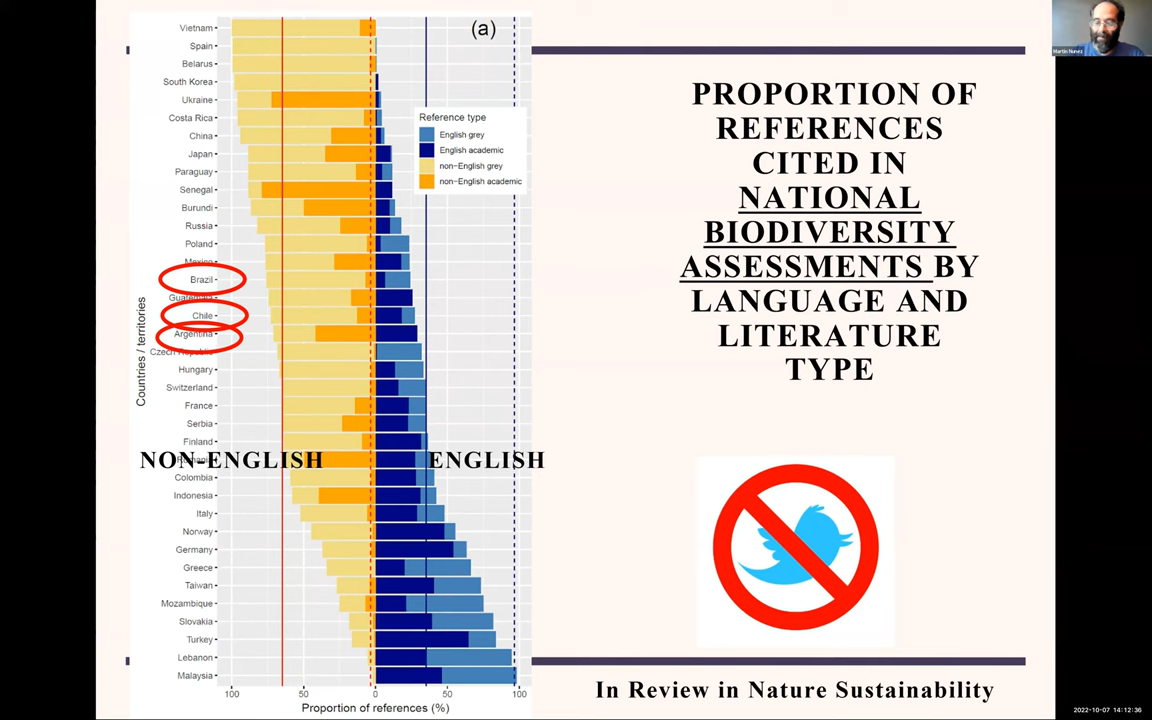 (a)
Vietnam
Spain
Belarus
South Korea
Ukraine
Costa Rica
China
Japan
Paraguay
Senegal
Burundi
Russia
Poland
Mexico
Brazil
Guatemala
Chile
Argentina
Czech Republic
Hungary
Switzerland
France
Serbia
Finland
Romania
Colombia
Indonesia
Italy
Norway
Germany
Greece
Taiwan
Mozambique
Slovakia
Turkey
Lebanon
Malaysia
Countries / territories
100 50 0 50 100
Proportion of references (%)
Reference type
English grey
English academic
non-English grey
non-English academic
NON-ENGLISH
ENGLISH
PROPORTION OF
REFERENCES
CITED IN
NATIONAL
BIODIVERSITY
ASSESSMENTS BY
LANGUAGE AND
LITERATURE
TYPE
In Review in Nature Sustainability
Martin Nunez
2022-10-07 14:12:36